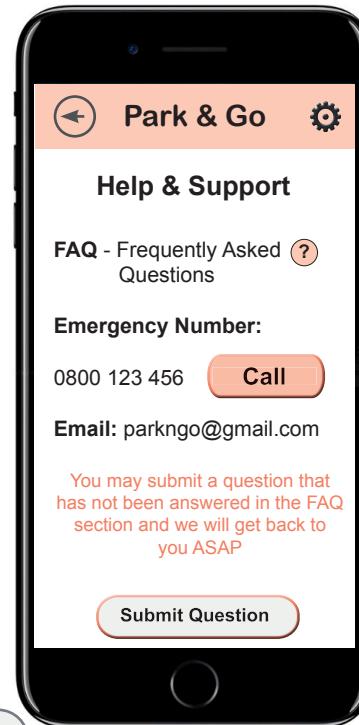 Park & Go
Help & Support
FAQ - Frequently Asked ?
Questions
Emergency Number:
0800 123 456 Call
Email: parkngo@gmail.com
You may submit a question that
has not been answered in the FAQ
section and we will get back to
you ASAP
Submit Question